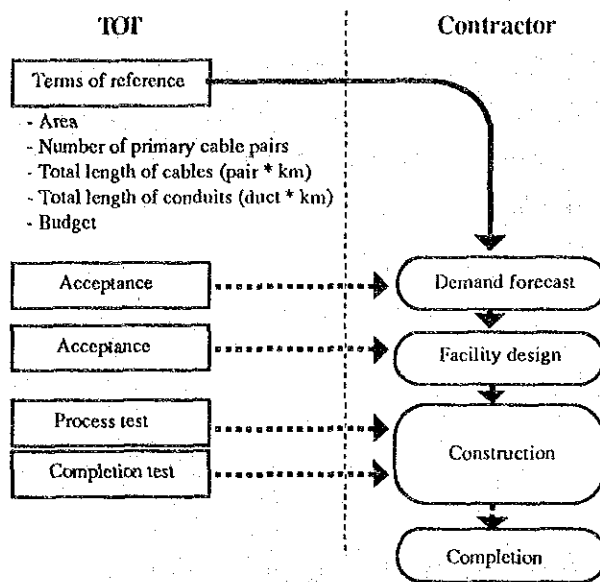 TOT
Contractor
Terms of reference
- Area
- Number of primary cable pairs
- Total length of cables (pair * km)
- Total length of conduits (duct * km)
- Budget
Acceptance
Demand forecast
Acceptance
Facility design
Process test
Completion test
Construction
Completion